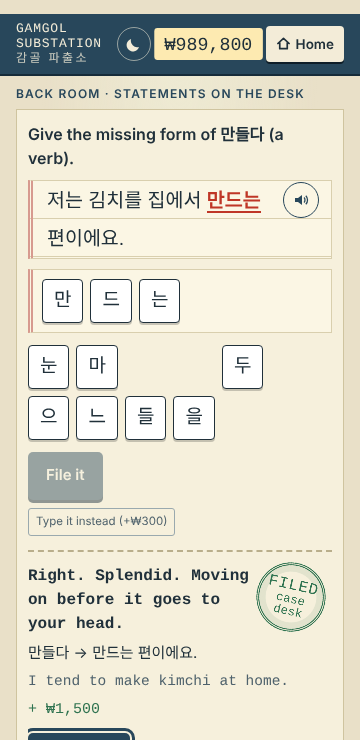 GAMGOL
SUBSTATION
감골 파출소
₩989,800
Home
BACK ROOM · STATEMENTS ON THE DESK
Give the missing form of 만들다 (a
verb).
저는 김치를 집에서 만드는
편이에요.
만 드 는
눈 마 두
으 느 들 을
File it
Type it instead (+₩300)
Right. Splendid. Moving
on before it goes to
your head.
FILED
case
desk
만들다 → 만드는 편이에요.
I tend to make kimchi at home.
+ ₩1,500